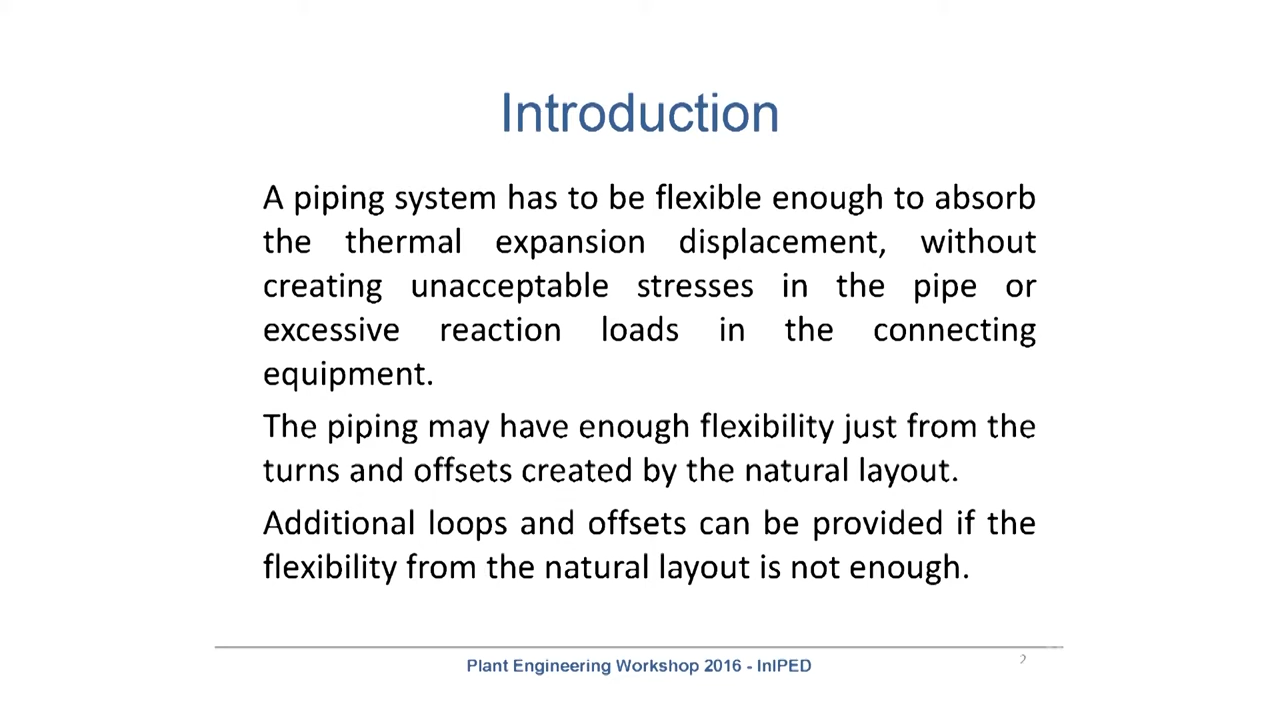 Introduction
A piping system has to be flexible enough to absorb
the thermal expansion displacement, without
creating unacceptable stresses in the pipe or
excessive reaction loads in the connecting
equipment.
The piping may have enough flexibility just from the
turns and offsets created by the natural layout.
Additional loops and offsets can be provided if the
flexibility from the natural layout is not enough.
Plant Engineering Workshop 2016 - InIPED
2